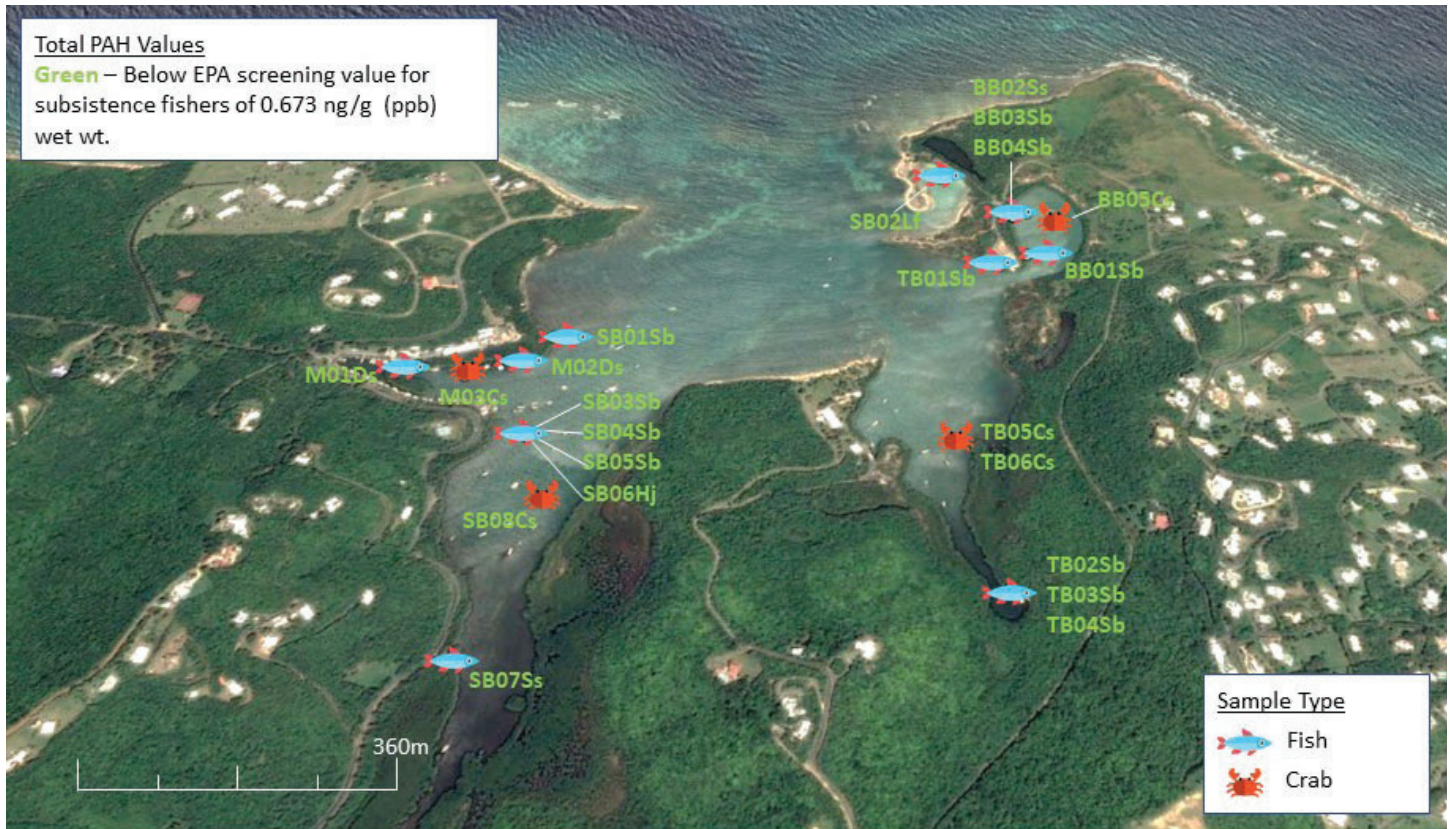 Total PAH Values
Green – Below EPA screening value for
subsistence fishers of 0.673 ng/g (ppb)
wet wt.
BB02Ss
BB03Sb
BB04Sb
BB05Cs
SB02Lf
TB01Sb
BB01Sb
SB01Sb
M01Ds
M02Ds
M03Cs
SB03Sb
SB04Sb
SB05Sb
SB06Hj
TB05Cs
TB06Cs
SB08Cs
TB02Sb
TB03Sb
TB04Sb
SB07Ss
360m
Sample Type
Fish
Crab